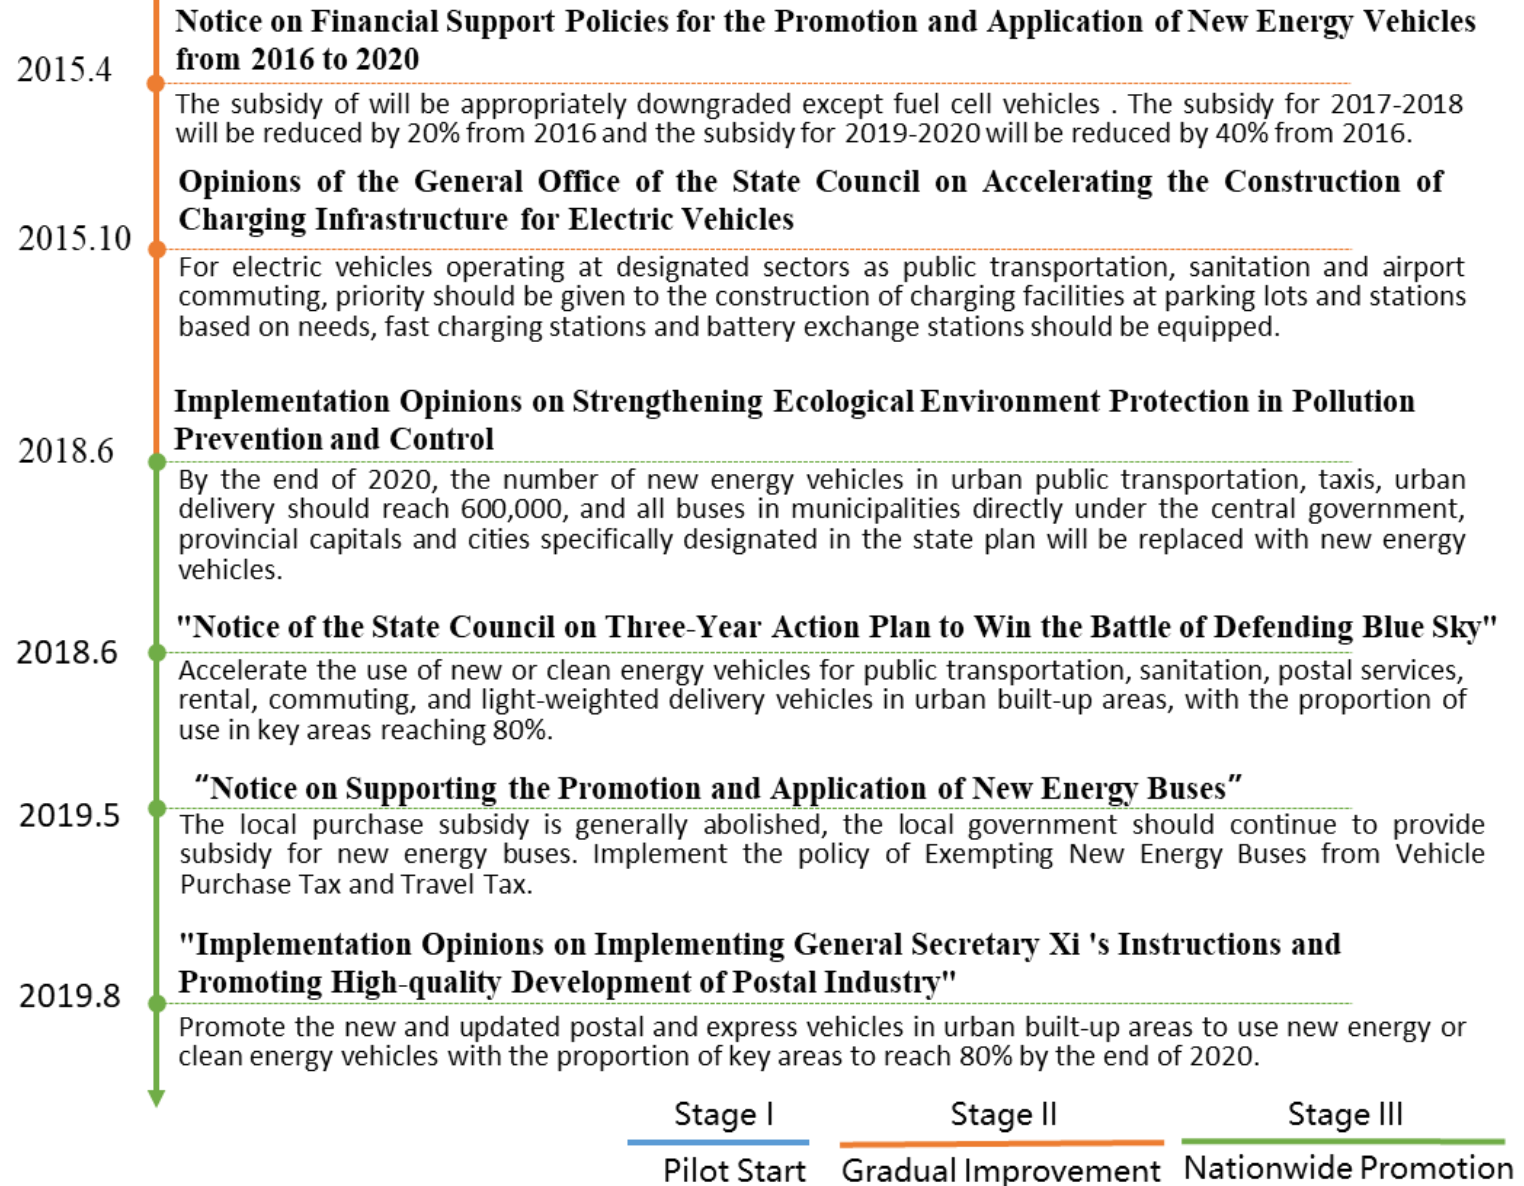 Notice on Financial Support Policies for the Promotion and Application of New Energy Vehicles
from 2016 to 2020
2015.4
The subsidy of will be appropriately downgraded except fuel cell vehicles . The subsidy for 2017-2018
will be reduced by 20% from 2016 and the subsidy for 2019-2020 will be reduced by 40% from 2016.
Opinions of the General Office of the State Council on Accelerating the Construction of
Charging Infrastructure for Electric Vehicles
2015.10
For electric vehicles operating at designated sectors as public transportation, sanitation and airport
commuting, priority should be given to the construction of charging facilities at parking lots and stations
based on needs, fast charging stations and battery exchange stations should be equipped.
Implementation Opinions on Strengthening Ecological Environment Protection in Pollution
Prevention and Control
2018.6
By the end of 2020, the number of new energy vehicles in urban public transportation, taxis, urban
delivery should reach 600,000, and all buses in municipalities directly under the central government,
provincial capitals and cities specifically designated in the state plan will be replaced with new energy
vehicles.
"Notice of the State Council on Three-Year Action Plan to Win the Battle of Defending Blue Sky"
2018.6
Accelerate the use of new or clean energy vehicles for public transportation, sanitation, postal services,
rental, commuting, and light-weighted delivery vehicles in urban built-up areas, with the proportion of
use in key areas reaching 80%.
“Notice on Supporting the Promotion and Application of New Energy Buses”
2019.5
The local purchase subsidy is generally abolished, the local government should continue to provide
subsidy for new energy buses. Implement the policy of Exempting New Energy Buses from Vehicle
Purchase Tax and Travel Tax.
"Implementation Opinions on Implementing General Secretary Xi 's Instructions and
Promoting High-quality Development of Postal Industry"
2019.8
Promote the new and updated postal and express vehicles in urban built-up areas to use new energy or
clean energy vehicles with the proportion of key areas to reach 80% by the end of 2020.
Stage I Stage II Stage III
Pilot Start Gradual Improvement Nationwide Promotion